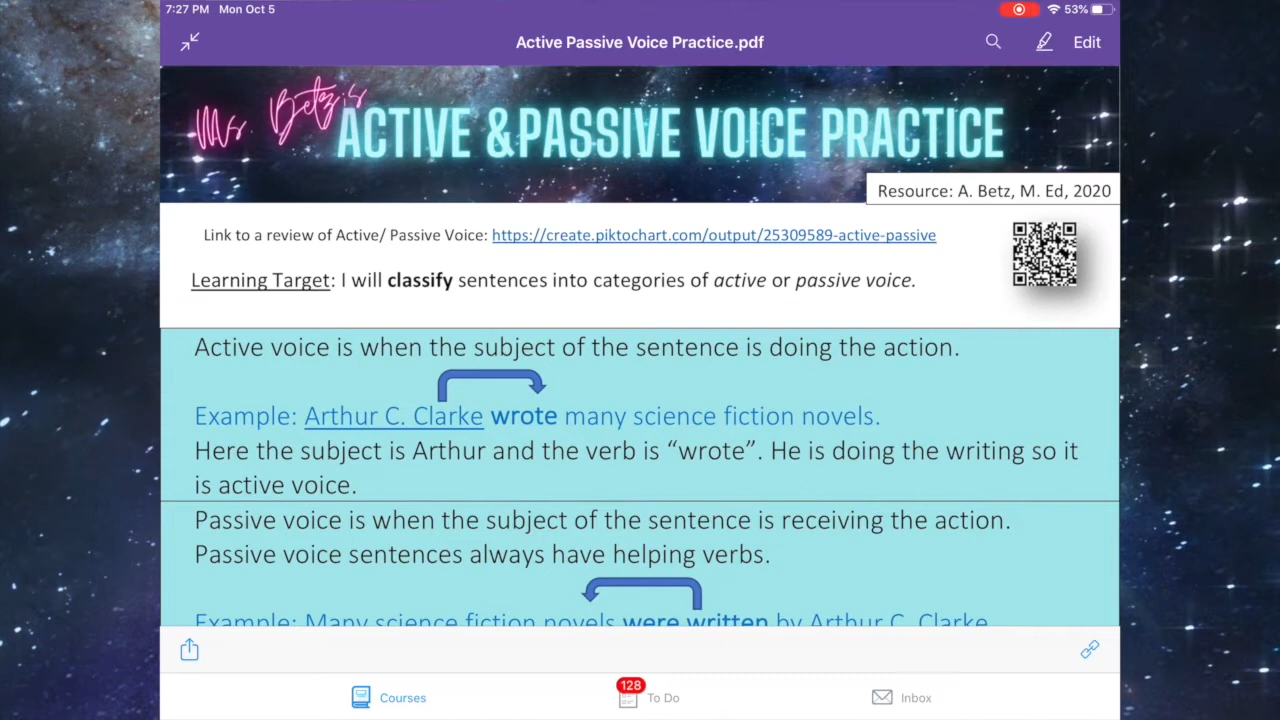 7:27 PM Mon Oct 5
53%
Active Passive Voice Practice.pdf
Edit
Mr. Betz's
ACTIVE &PASSIVE VOICE PRACTICE
Resource: A. Betz, M. Ed, 2020
Link to a review of Active/ Passive Voice: https://create.piktochart.com/output/25309589-active-passive
Learning Target: I will classify sentences into categories of active or passive voice.
Active voice is when the subject of the sentence is doing the action.
Example: Arthur C. Clarke wrote many science fiction novels.
Here the subject is Arthur and the verb is “wrote”. He is doing the writing so it
is active voice.
Passive voice is when the subject of the sentence is receiving the action.
Passive voice sentences always have helping verbs.
Example: Many science fiction novels were written by Arthur C. Clarke
Courses
128
To Do
Inbox